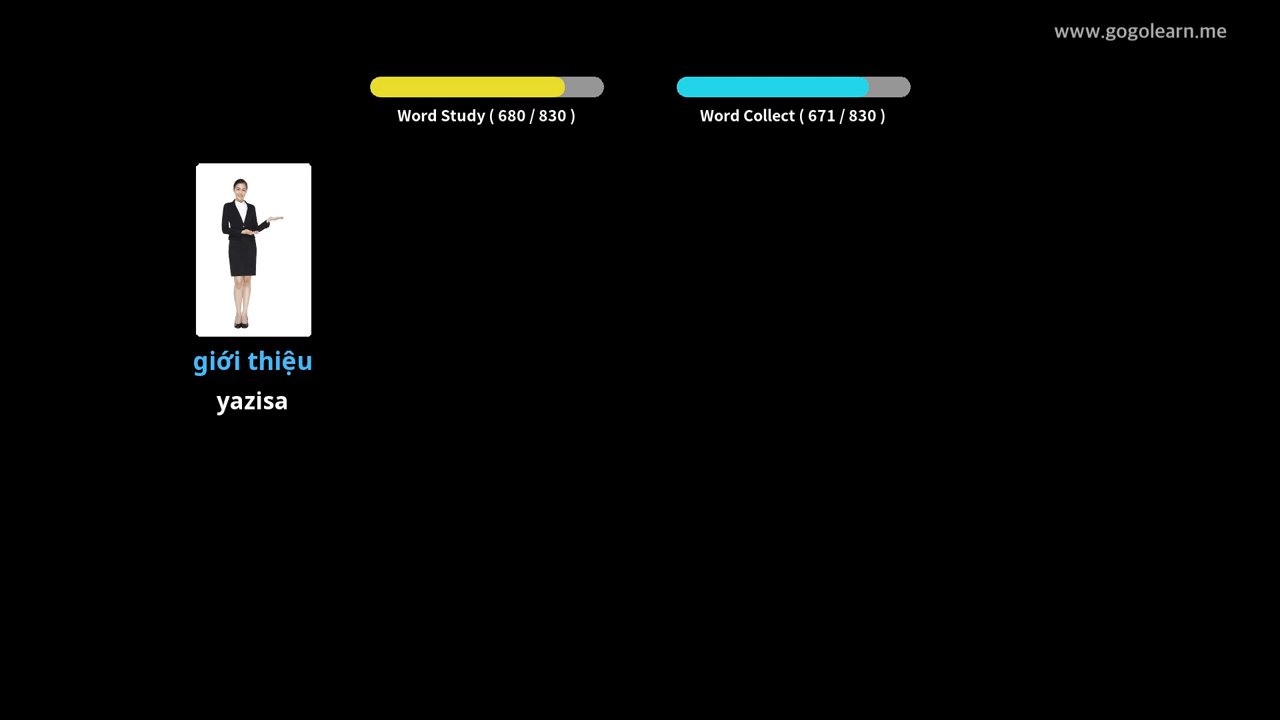 www.gogolearn.me
Word Study ( 680 / 830 )
Word Collect ( 671 / 830 )
giới thiệu
yazisa